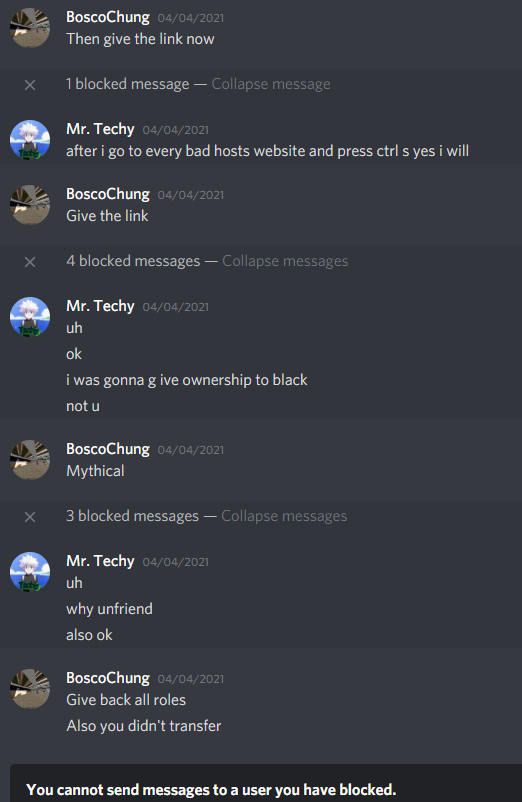 BoscoChung 04/04/2021
Then give the link now
1 blocked message — Collapse message
Mr. Techy 04/04/2021
after i go to every bad hosts website and press ctrl s yes i will
BoscoChung 04/04/2021
Give the link
4 blocked messages — Collapse messages
Mr. Techy 04/04/2021
uh
ok
i was gonna g ive ownership to black
not u
BoscoChung 04/04/2021
Mythical
3 blocked messages — Collapse messages
Mr. Techy 04/04/2021
uh
why unfriend
also ok
BoscoChung 04/04/2021
Give back all roles
Also you didn't transfer
You cannot send messages to a user you have blocked.